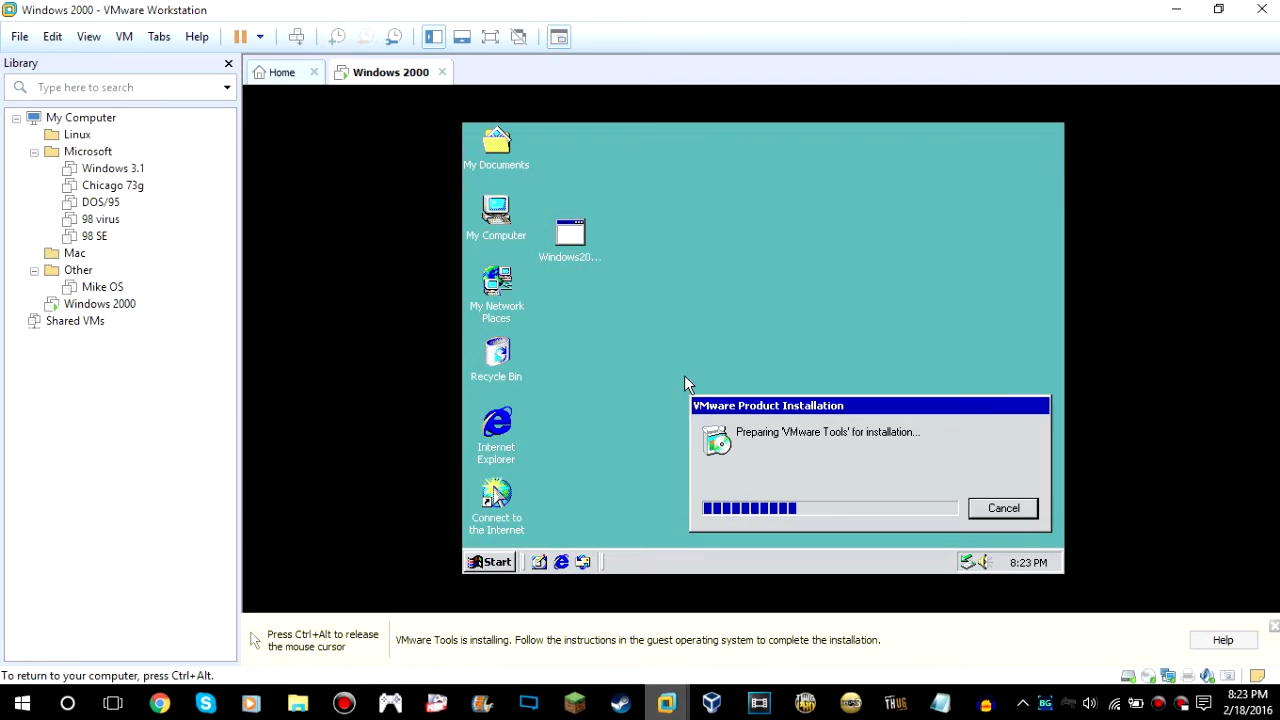 Windows 2000 - VMware Workstation
File Edit View VM Tabs Help
Library
Type here to search
My Computer
Linux
Microsoft
Windows 3.1
Chicago 73g
DOS/95
98 virus
98 SE
Mac
Other
Mike OS
Windows 2000
Shared VMs
Home
Windows 2000
My Documents
My Computer
Windows20...
My Network
Places
Recycle Bin
Internet
Explorer
Connect to
the Internet
VMware Product Installation
Preparing 'VMware Tools' for installation...
Cancel
Start
8:23 PM
Press Ctrl+Alt to release
the mouse cursor
VMware Tools is installing. Follow the instructions in the guest operating system to complete the installation.
Help
To return to your computer, press Ctrl+Alt.
THUG
BG
8:23 PM
2/18/2016